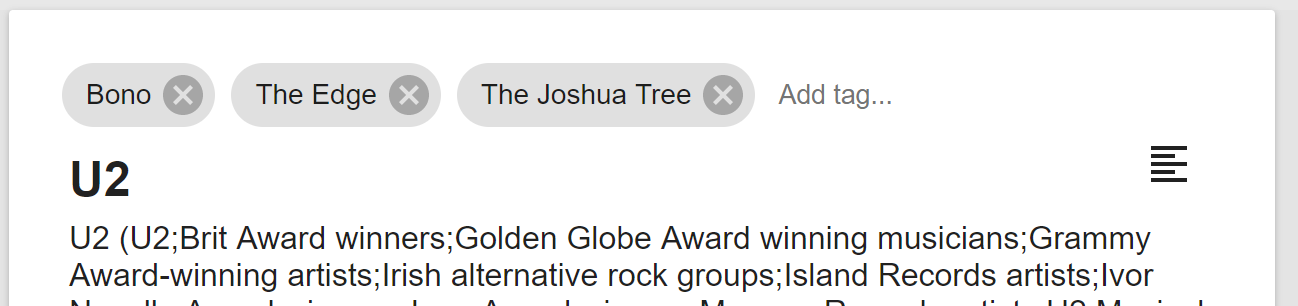 Bono The Edge The Joshua Tree Add tag...
U2
U2 (U2;Brit Award winners;Golden Globe Award winning musicians;Grammy
Award-winning artists;Irish alternative rock groups;Island Records artists;Ivor